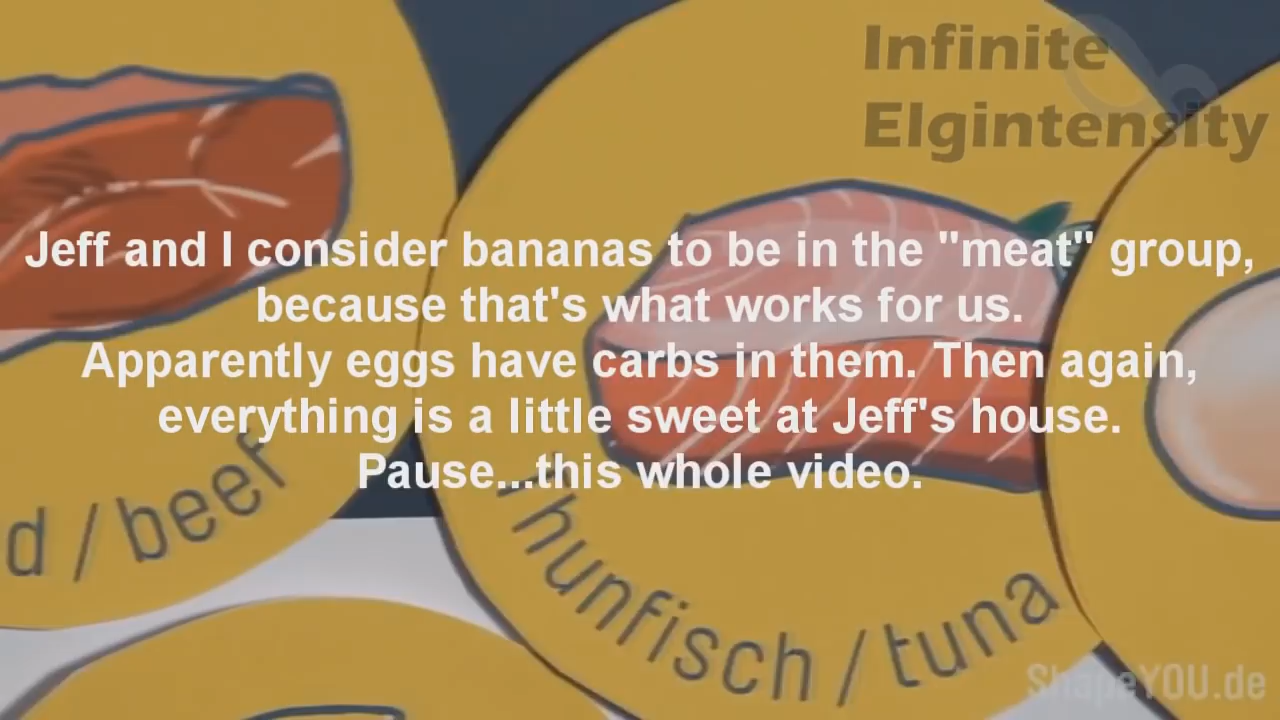 Infinite
Elgintensity
Jeff and I consider bananas to be in the "meat" group,
because that's what works for us.
Apparently eggs have carbs in them. Then again,
everything is a little sweet at Jeff's house.
Pause...this whole video.
d / beef
Thunfisch / tuna
ShapeYOU.de